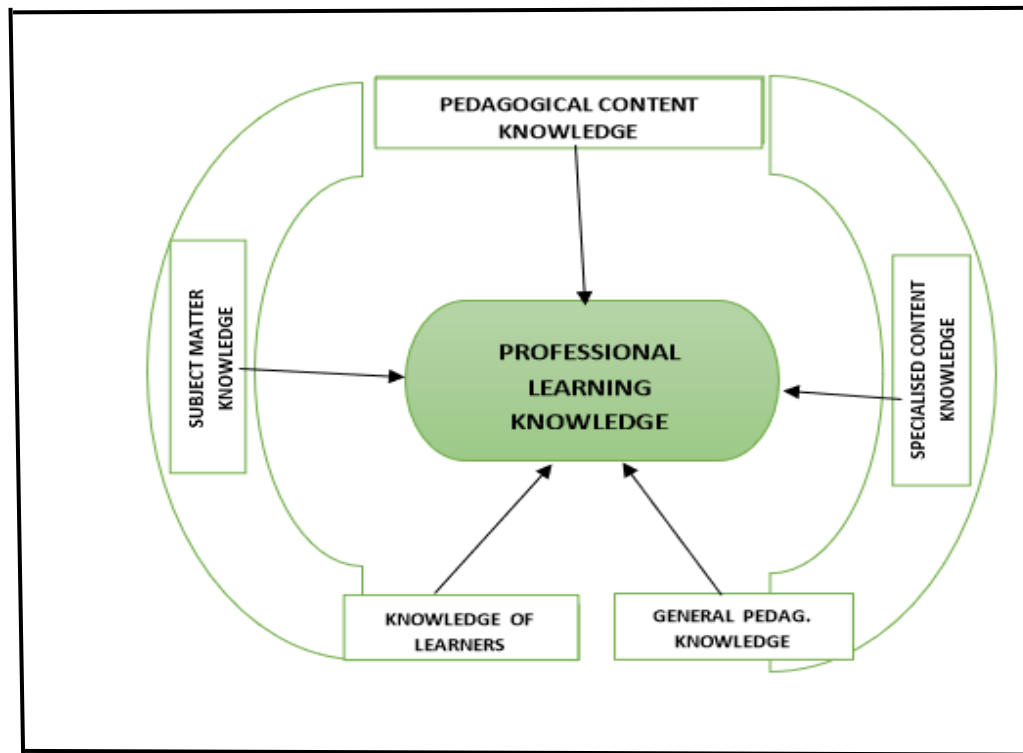 PEDAGOGICAL CONTENT
KNOWLEDGE
SUBJECT MATTER
KNOWLEDGE
PROFESSIONAL
LEARNING
KNOWLEDGE
SPECIALISED CONTENT
KNOWLEDGE
KNOWLEDGE OF
LEARNERS
GENERAL PEDAG.
KNOWLEDGE